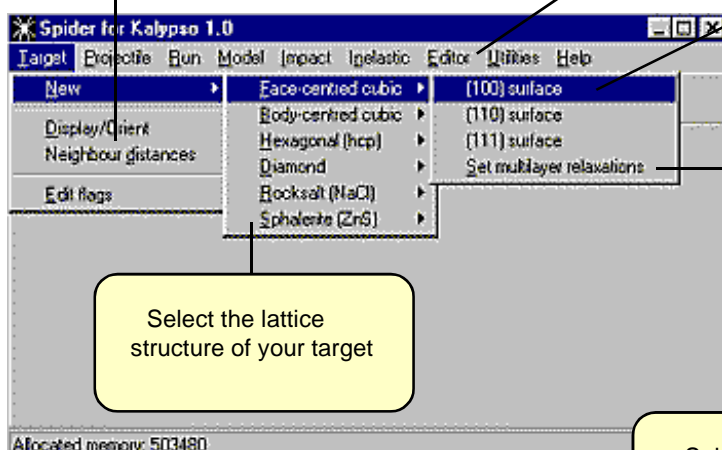 Spider for Kalypso 1.0
Target Projectile Run Model Impact Inelastic Editor Utilities Help
New
Display/Orient
Neighbour distances
Edit flags
Face-centred cubic
Body-centred cubic
Hexagonal (hcp)
Diamond
Rocksalt (NaCl)
Sphalerite (ZnS)
(100) surface
(110) surface
(111) surface
Set multilayer relaxations
Select the lattice
structure of your target
Allocated memory: 503480